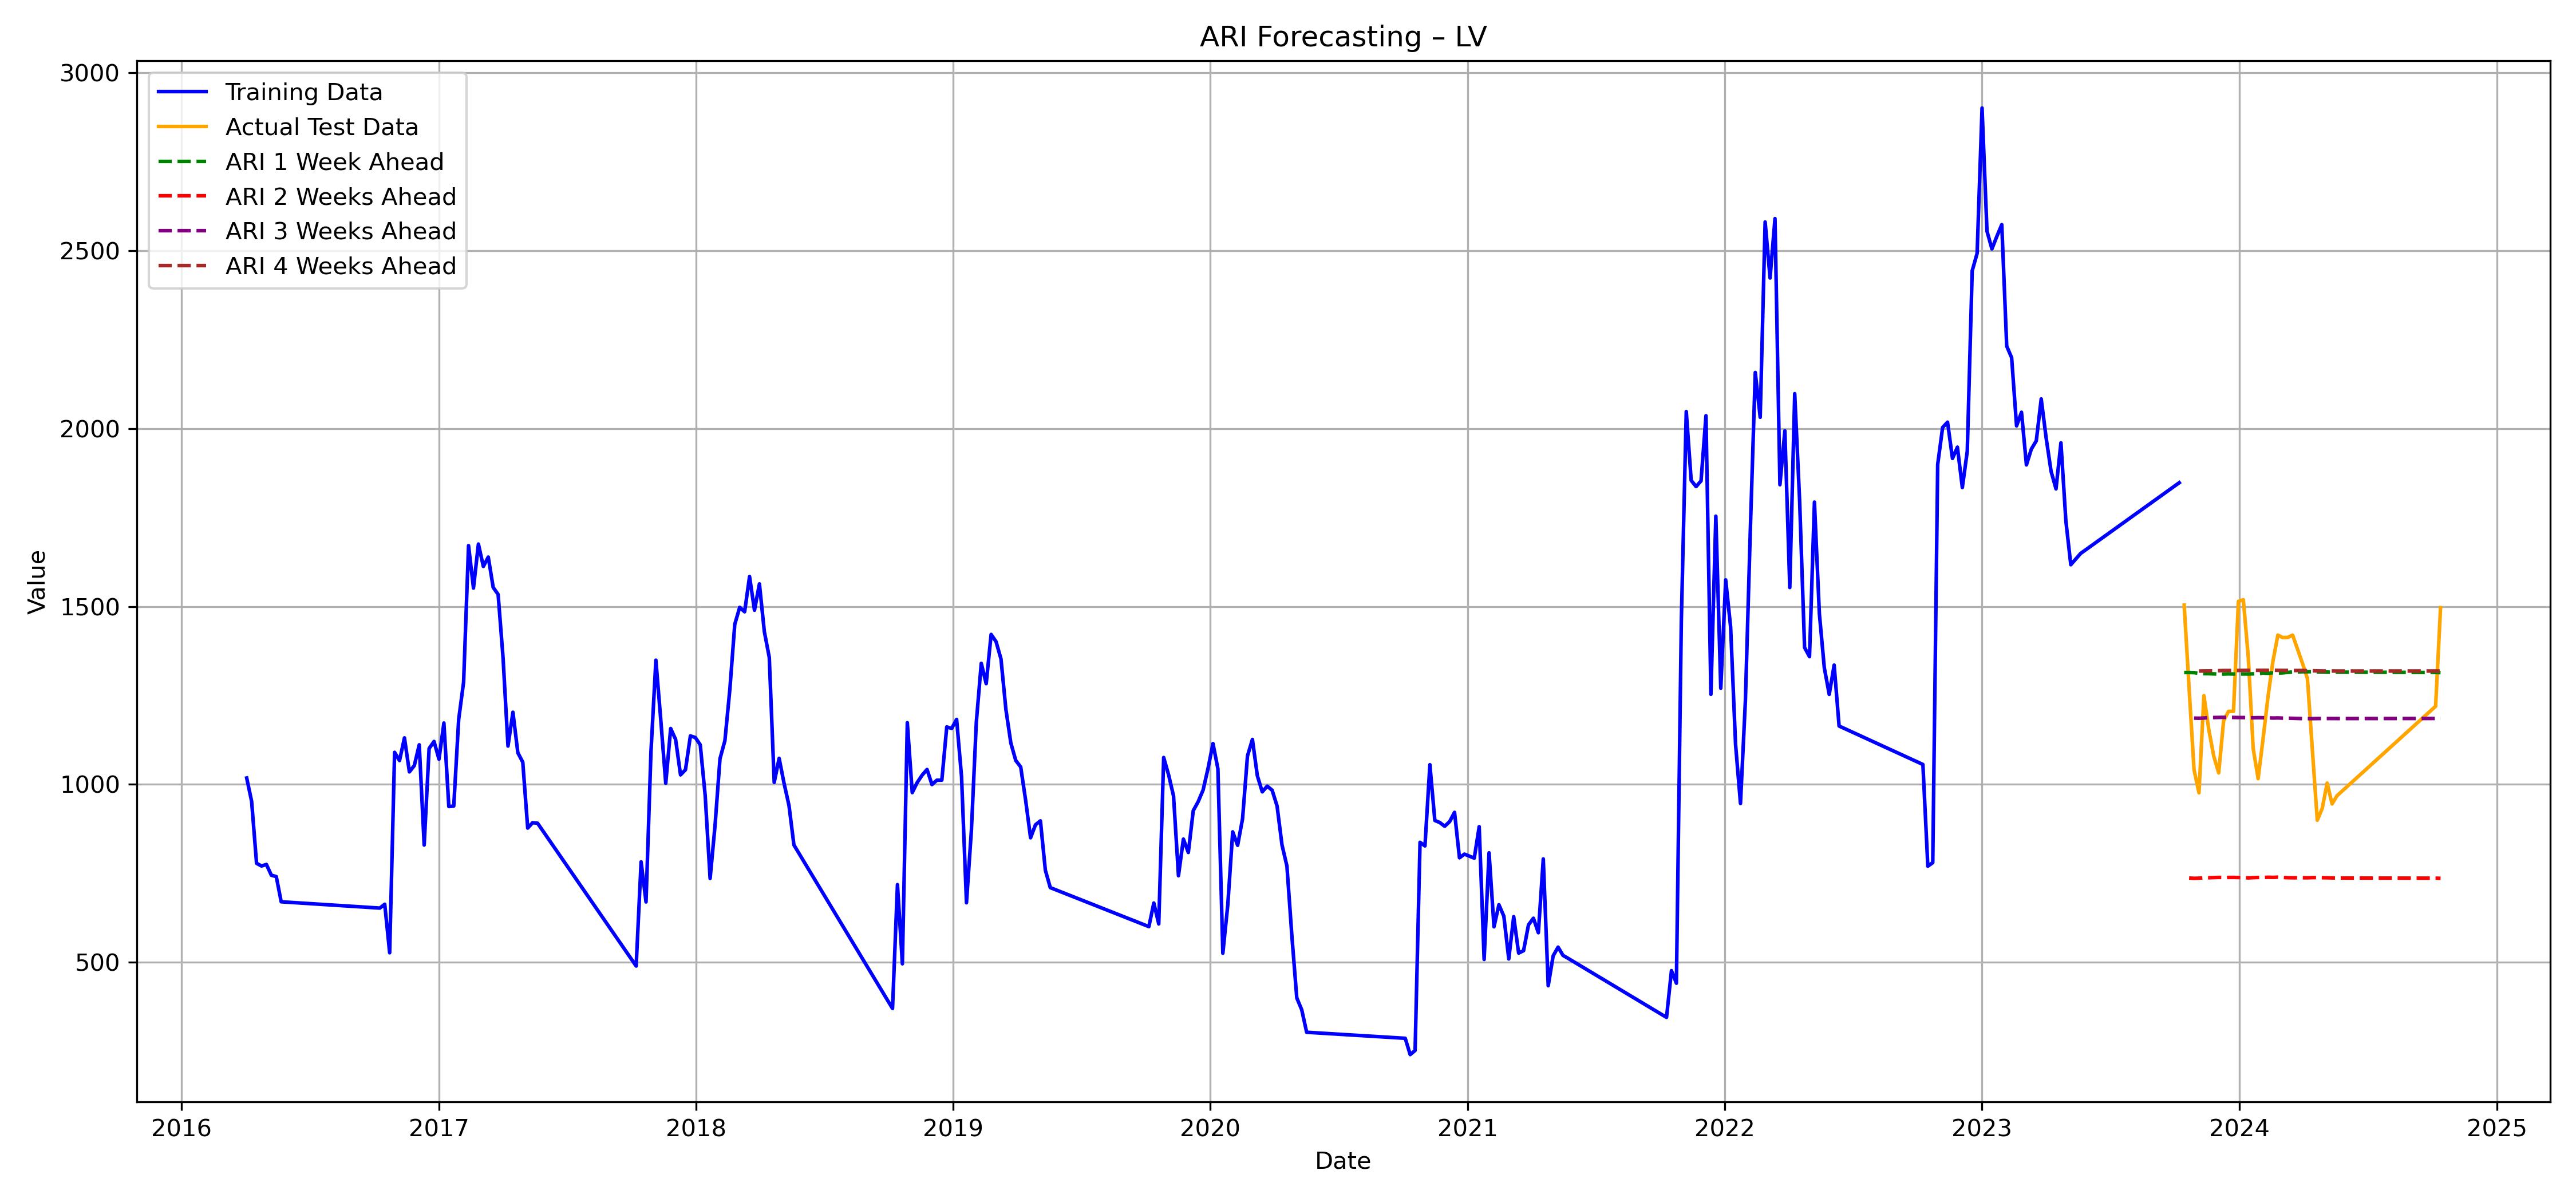 ARI Forecasting – LV
3000
2500
2000
1500
1000
500
Value
Training Data
Actual Test Data
ARI 1 Week Ahead
ARI 2 Weeks Ahead
ARI 3 Weeks Ahead
ARI 4 Weeks Ahead
2016 2017 2018 2019 2020 2021 2022 2023 2024 2025
Date